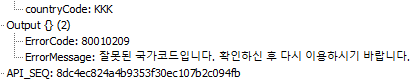 countryCode: KKK
Output {} (2)
ErrorCode: 80010209
ErrorMessage: 잘못된 국가코드입니다. 확인하신 후 다시 이용하시기 바랍니다.
API_SEQ: 8dc4ec824a4b9353f30ec107b2c094fb